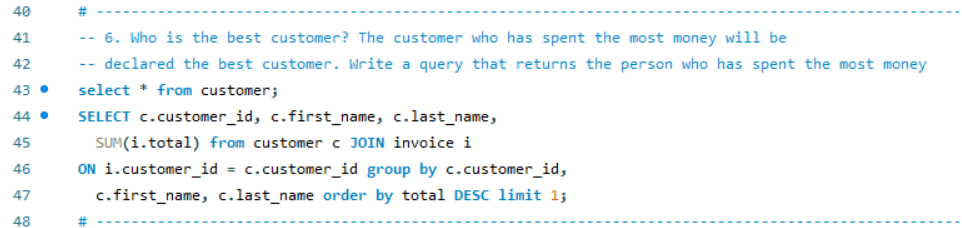 40 # ------------------------------------------------------------------------------------
41 -- 6. Who is the best customer? The customer who has spent the most money will be
42 -- declared the best customer. Write a query that returns the person who has spent the most money
43 select * from customer;
44 SELECT c.customer_id, c.first_name, c.last_name,
45 SUM(i.total) from customer c JOIN invoice i
46 ON i.customer_id = c.customer_id group by c.customer_id,
47 c.first_name, c.last_name order by total DESC limit 1;
48 # ------------------------------------------------------------------------------------